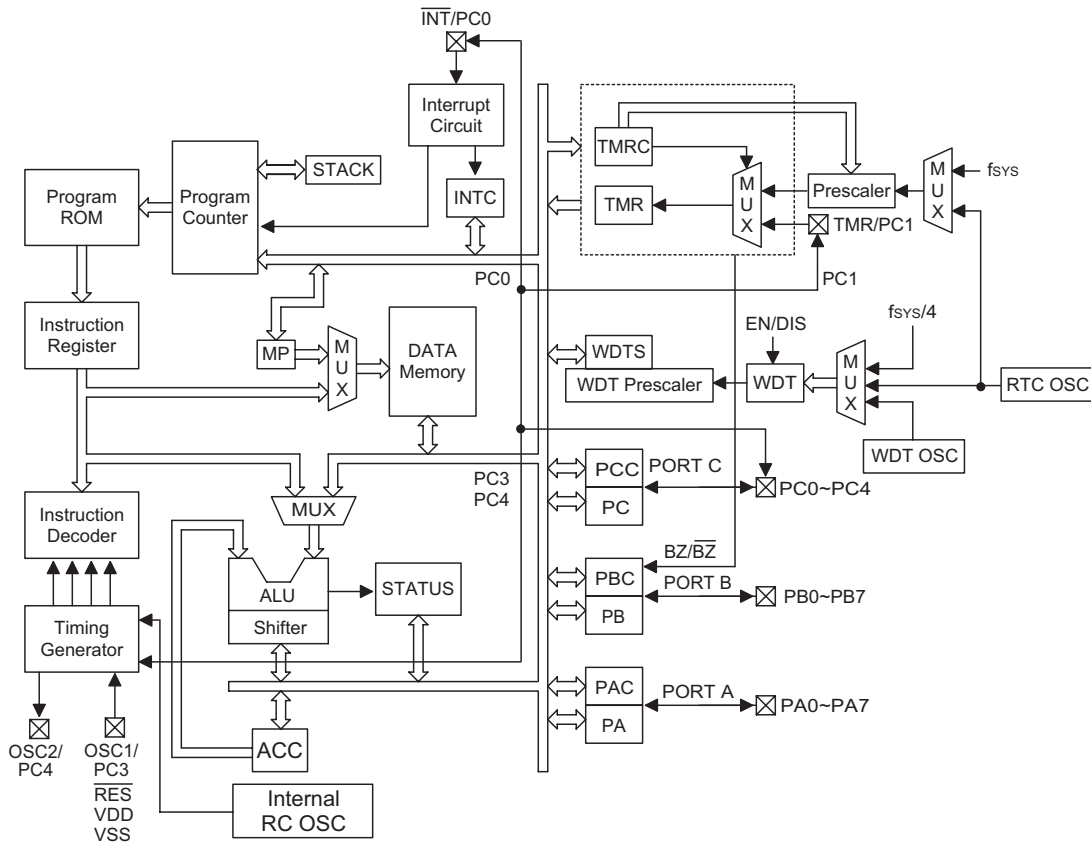 INT/PC0
Interrupt
Circuit
INTC
STACK
Program
Counter
Program
ROM
Instruction
Register
MP
M
U
X
DATA
Memory
PC0
TMRC
TMR
M
U
X
Prescaler
M
U
X
fSYS
TMR/PC1
PC1
EN/DIS
fSYS/4
WDTS
WDT Prescaler
WDT
M
U
X
RTC OSC
WDT OSC
PC3
PC4
PCC
PC
PORT C
PC0~PC4
MUX
Instruction
Decoder
ALU
Shifter
STATUS
BZ/BZ
PBC
PB
PORT B
PB0~PB7
Timing
Generator
PAC
PA
PORT A
PA0~PA7
OSC2/
PC4
OSC1/
PC3
RES
VDD
VSS
ACC
Internal
RC OSC